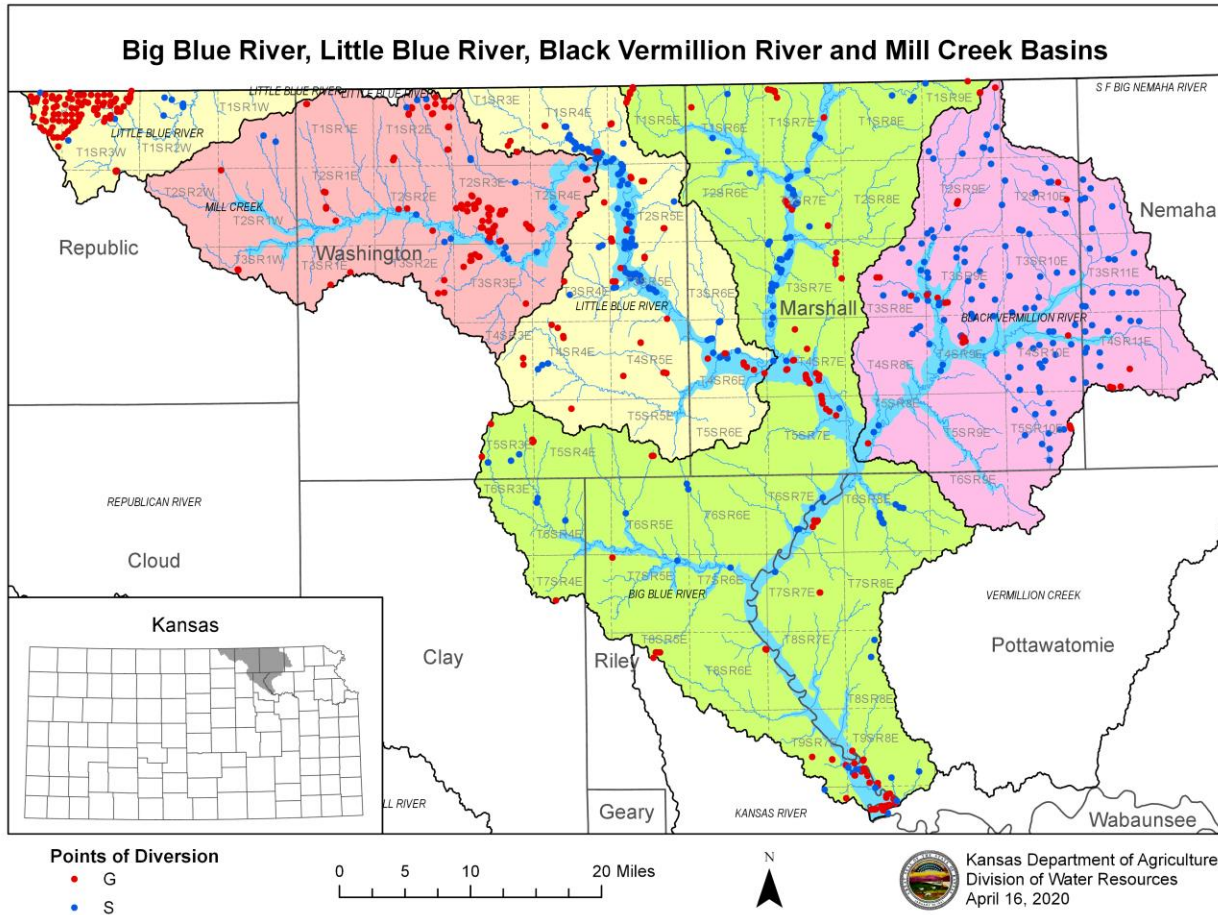 Big Blue River, Little Blue River, Black Vermillion River and Mill Creek Basins
LITTLE BLUE RIVER
S F BIG NEMAHA RIVER
T1SR3E
T1SR4E
T1SR5E
T1SR6E
T1SR7E
T1SR8E
T1SR9E
LITTLE BLUE RIVER
T1SR1W
T1SR1E
T1SR2E
T1SR3W
T1SR2W
T2SR2W
T2SR1W
T2SR1E
T2SR2E
T2SR3E
T2SR4E
T2SR5E
T2SR6E
T2SR8E
T2SR9E
T2SR10E
MILL CREEK
Nemaha
Republic
Washington
T3SR1W
T3SR1E
T3SR2E
T3SR3E
T3SR4E
T3SR6E
T3SR7E
T3SR8E
T3SR9E
T3SR10E
T3SR11E
LITTLE BLUE RIVER
Marshall
BLACK VERMILLION RIVER
T4SR3E
T4SR4E
T4SR5E
T4SR6E
T4SR7E
T4SR8E
T4SR9E
T4SR10E
T4SR11E
T5SR3E
T5SR4E
T5SR5E
T5SR6E
T5SR7E
T5SR8E
T5SR9E
T5SR10E
T6SR3E
T6SR4E
T6SR5E
T6SR6E
T6SR7E
T6SR8E
T6SR9E
REPUBLICAN RIVER
Cloud
T7SR4E
T7SR5E
T7SR6E
T7SR7E
T7SR8E
BIG BLUE RIVER
VERMILLION CREEK
Kansas
Clay
Riley
Pottawatomie
T8SR5E
T8SR6E
T8SR7E
T8SR8E
T9SR7E
T9SR8E
LL RIVER
Geary
KANSAS RIVER
Wabaunsee
Points of Diversion
G
S
0 5 10 20 Miles
N
Kansas Department of Agriculture
Division of Water Resources
April 16, 2020